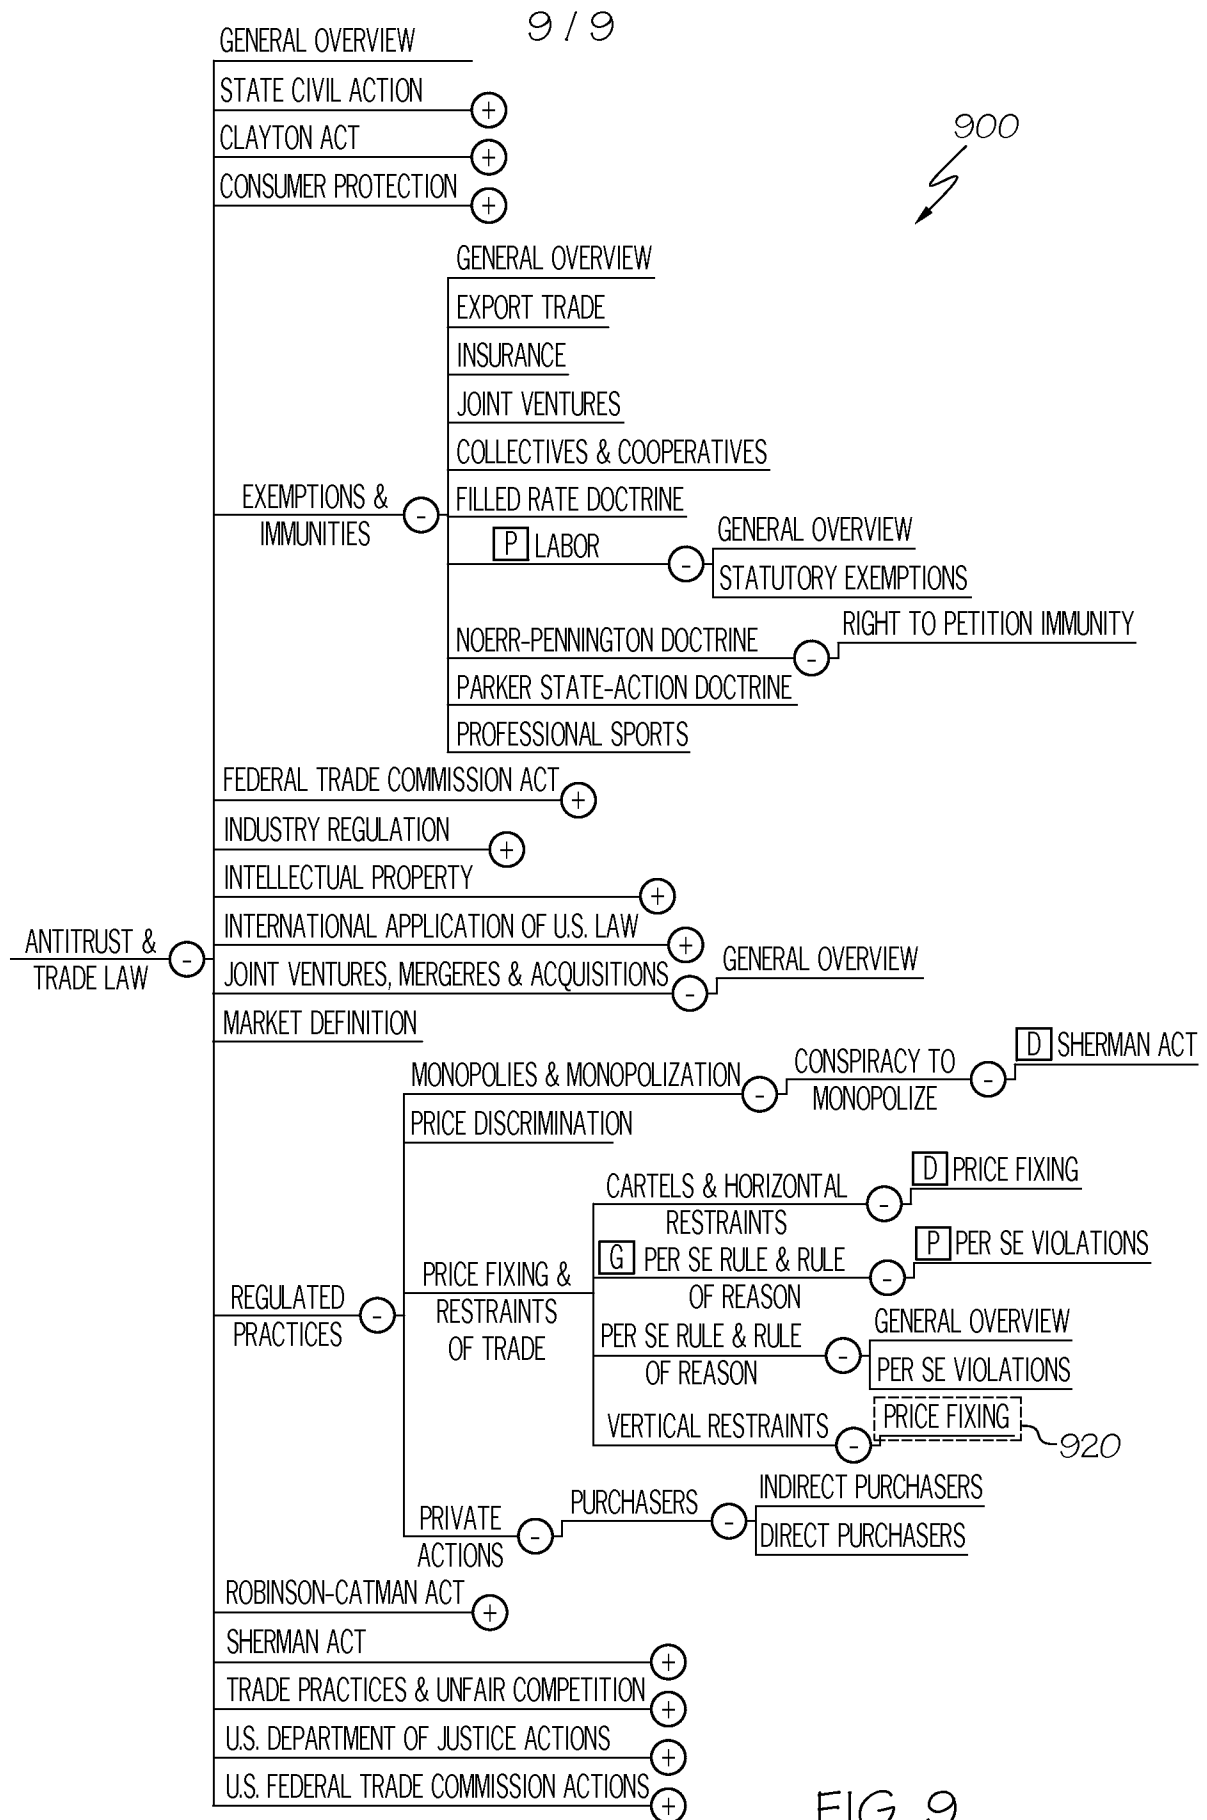 9 / 9
GENERAL OVERVIEW
STATE CIVIL ACTION
+
CLAYTON ACT
+
CONSUMER PROTECTION
+
900
GENERAL OVERVIEW
EXPORT TRADE
INSURANCE
JOINT VENTURES
COLLECTIVES & COOPERATIVES
EXEMPTIONS &
IMMUNITIES
-
FILLED RATE DOCTRINE
P LABOR
-
GENERAL OVERVIEW
STATUTORY EXEMPTIONS
NOERR-PENNINGTON DOCTRINE
-
RIGHT TO PETITION IMMUNITY
PARKER STATE-ACTION DOCTRINE
PROFESSIONAL SPORTS
FEDERAL TRADE COMMISSION ACT
+
INDUSTRY REGULATION
+
INTELLECTUAL PROPERTY
+
ANTITRUST &
TRADE LAW
-
INTERNATIONAL APPLICATION OF U.S. LAW
+
JOINT VENTURES, MERGERES & ACQUISITIONS
-
GENERAL OVERVIEW
MARKET DEFINITION
MONOPOLIES & MONOPOLIZATION
-
CONSPIRACY TO
MONOPOLIZE
-
D SHERMAN ACT
PRICE DISCRIMINATION
REGULATED
PRACTICES
-
PRICE FIXING &
RESTRAINTS
OF TRADE
CARTELS & HORIZONTAL
RESTRAINTS
-
D PRICE FIXING
G PER SE RULE & RULE
OF REASON
-
P PER SE VIOLATIONS
PER SE RULE & RULE
OF REASON
-
GENERAL OVERVIEW
PER SE VIOLATIONS
VERTICAL RESTRAINTS
-
PRICE FIXING
920
PRIVATE
ACTIONS
-
PURCHASERS
-
INDIRECT PURCHASERS
DIRECT PURCHASERS
ROBINSON-CATMAN ACT
+
SHERMAN ACT
+
TRADE PRACTICES & UNFAIR COMPETITION
+
U.S. DEPARTMENT OF JUSTICE ACTIONS
+
U.S. FEDERAL TRADE COMMISSION ACTIONS
+
FIG. 9